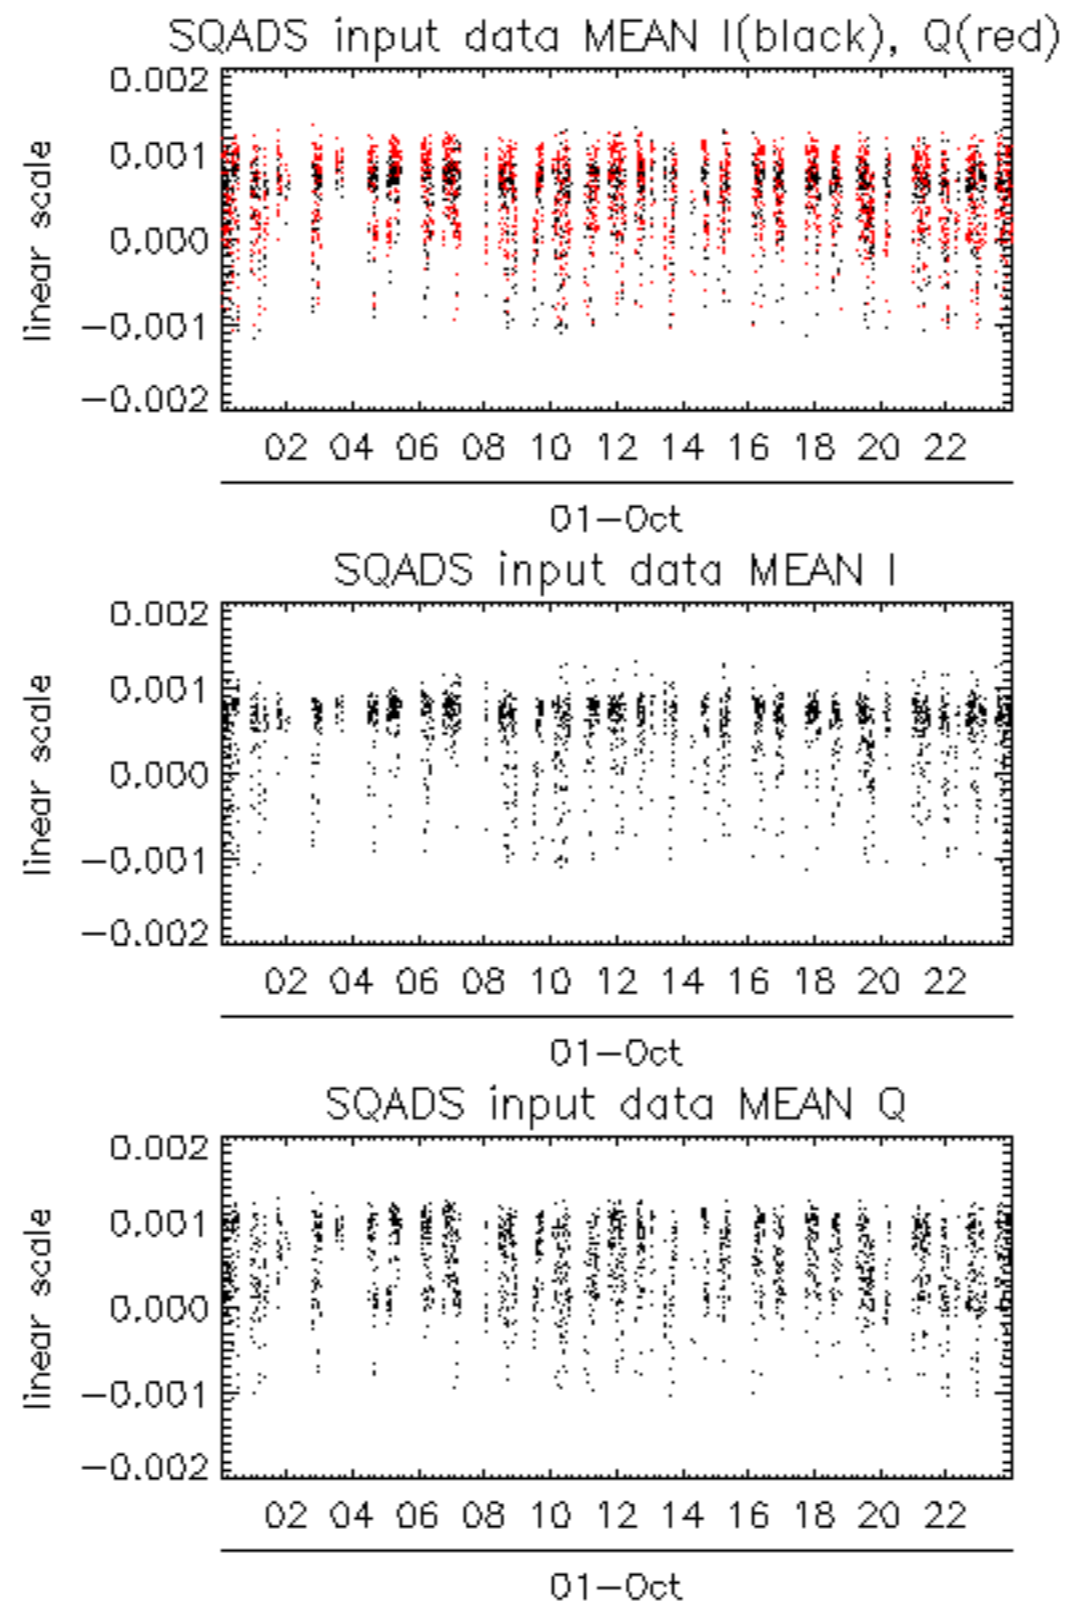 SQADS input data MEAN I(black), Q(red)
0.002
0.001
0.000
−0.001
−0.002
linear scale
02 04 06 08 10 12 14 16 18 20 22
01−Oct
SQADS input data MEAN I
0.002
0.001
0.000
−0.001
−0.002
linear scale
02 04 06 08 10 12 14 16 18 20 22
01−Oct
SQADS input data MEAN Q
0.002
0.001
0.000
−0.001
−0.002
linear scale
02 04 06 08 10 12 14 16 18 20 22
01−Oct